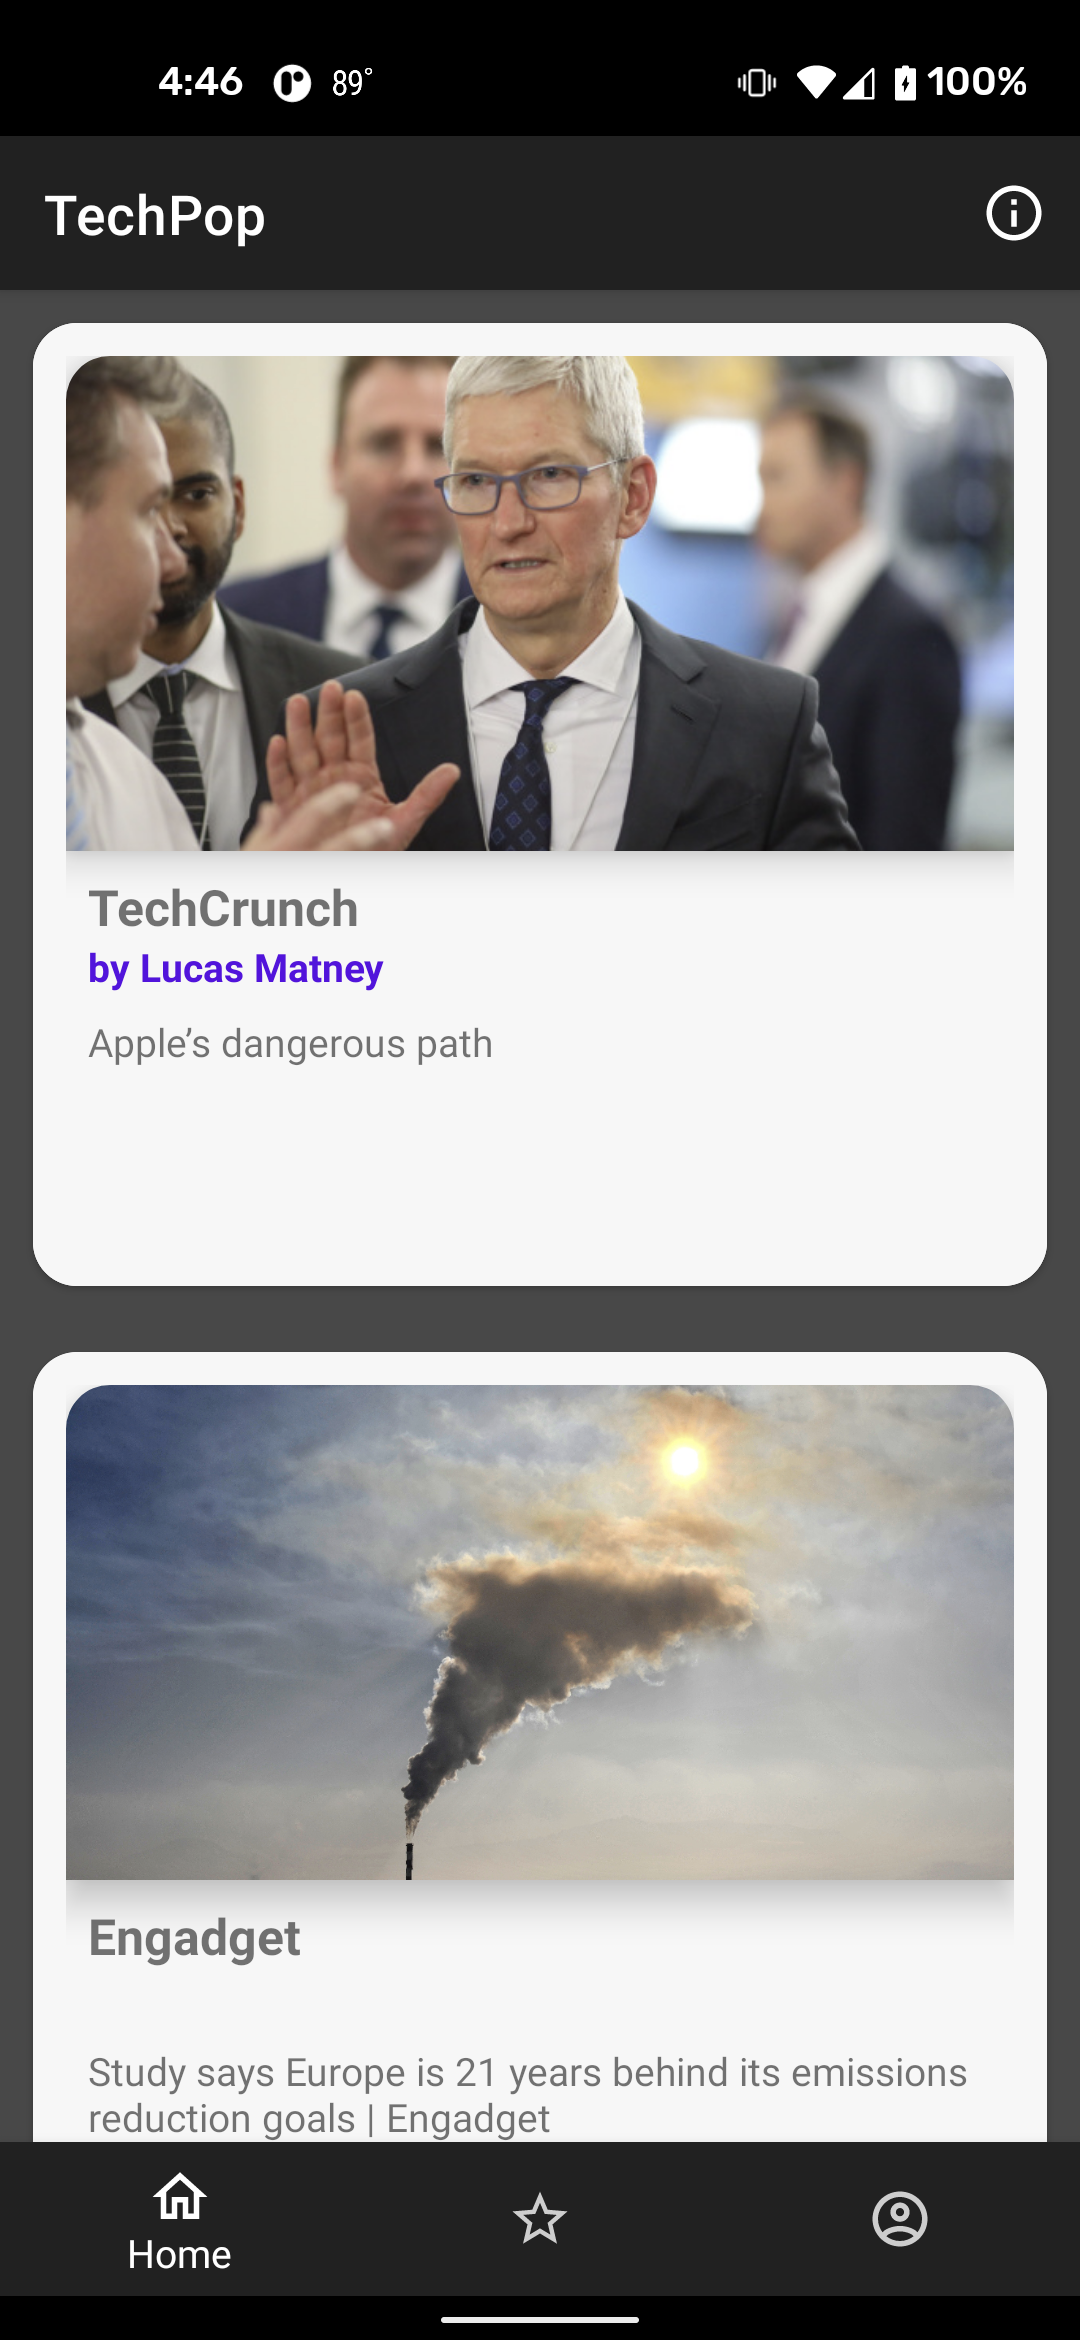 4:46 89° 100%
TechPop
TechCrunch
by Lucas Matney
Apple’s dangerous path
Engadget
Study says Europe is 21 years behind its emissions
reduction goals | Engadget
Home